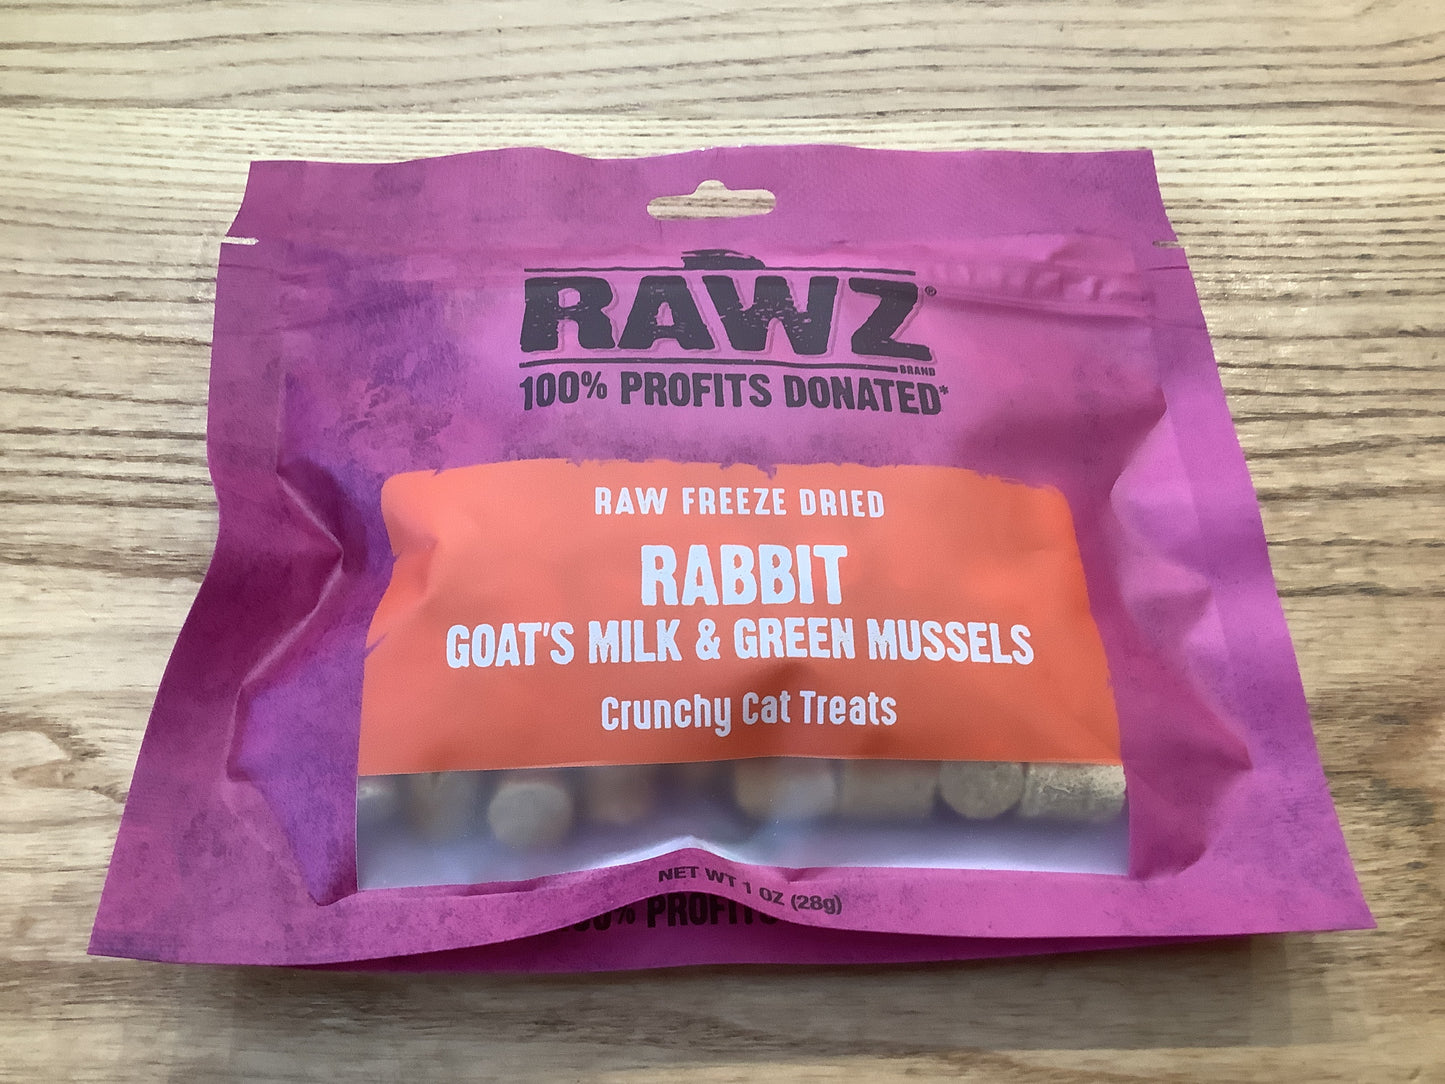 RAWZ®
BRAND
100% PROFITS DONATED*
RAW FREEZE DRIED
RABBIT
GOAT'S MILK & GREEN MUSSELS
Crunchy Cat Treats
NET WT 1 OZ (28g)
% PROFITS